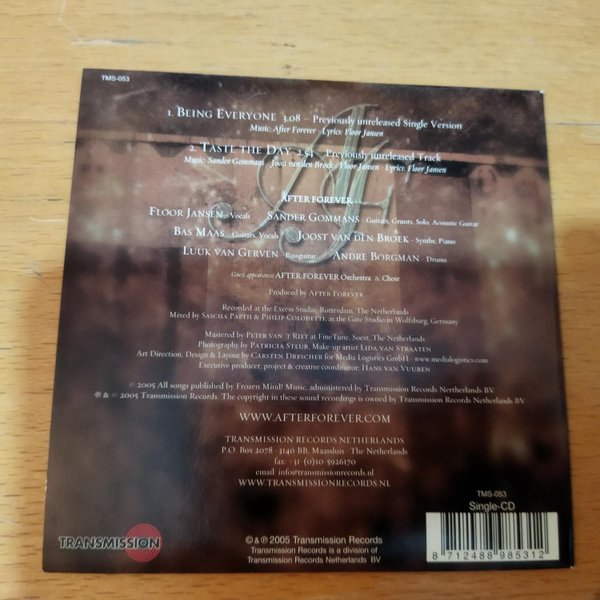 TMS-053
1. Being Everyone 3.08 – Previously unreleased Single Version
Music: After Forever · Lyrics: Floor Jansen
2. Taste the Day 2.54 – Previously unreleased Track
Music: Sander Gommans · Joost van den Broek / Floor Jansen · Lyrics: Floor Jansen
AFTER FOREVER
Floor Jansen · Vocals Sander Gommans · Guitars, Grunts, Solo, Acoustic Guitar
Bas Maas · Guitars, Vocals Joost van den Broek · Synths, Piano
Luuk van Gerven · Bassguitar Andre Borgman · Drums
Guest appearances AFTER FOREVER Orchestra & Choir
Produced by After Forever
Recorded at the Excess Studio, Rotterdam, The Netherlands
Mixed by Sascha Paeth & Philip Colodetti at the Gate Studio in Wolfsburg, Germany
Mastered by Peter van 't Riet at FineTune, Soest, The Netherlands
Photography by Patricia Steur, Make-up artist Lida van Straaten
Art Direction, Design & Layout by Carsten Drescher for Media Logistics GmbH · www.medialogistics.com
Executive producer, project & creative coordinator: Hans van Vuuren
© 2005 All songs published by Frozen Mind! Music, administered by Transmission Records Netherlands BV
℗ & © 2005 Transmission Records. The copyright in these sound recordings is owned by Transmission Records Netherlands BV
WWW.AFTERFOREVER.COM
TRANSMISSION RECORDS NETHERLANDS
P.O. Box 2078 · 3140 BB, Maassluis · The Netherlands
fax: +31 (0)10-5926170
email: info@transmissionrecords.nl
WWW.TRANSMISSIONRECORDS.NL
TMS-053
Single-CD
TRANSMISSION
©&℗ 2005 Transmission Records
Transmission Records is a division of
Transmission Records Netherlands BV
8 712488 985312